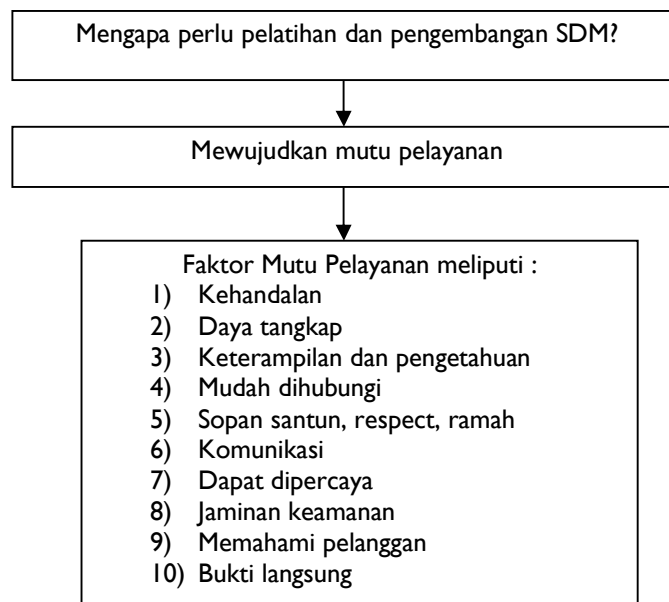 Mengapa perlu pelatihan dan pengembangan SDM?
Mewujudkan mutu pelayanan
Faktor Mutu Pelayanan meliputi :
1) Kehandalan
2) Daya tangkap
3) Keterampilan dan pengetahuan
4) Mudah dihubungi
5) Sopan santun, respect, ramah
6) Komunikasi
7) Dapat dipercaya
8) Jaminan keamanan
9) Memahami pelanggan
10) Bukti langsung